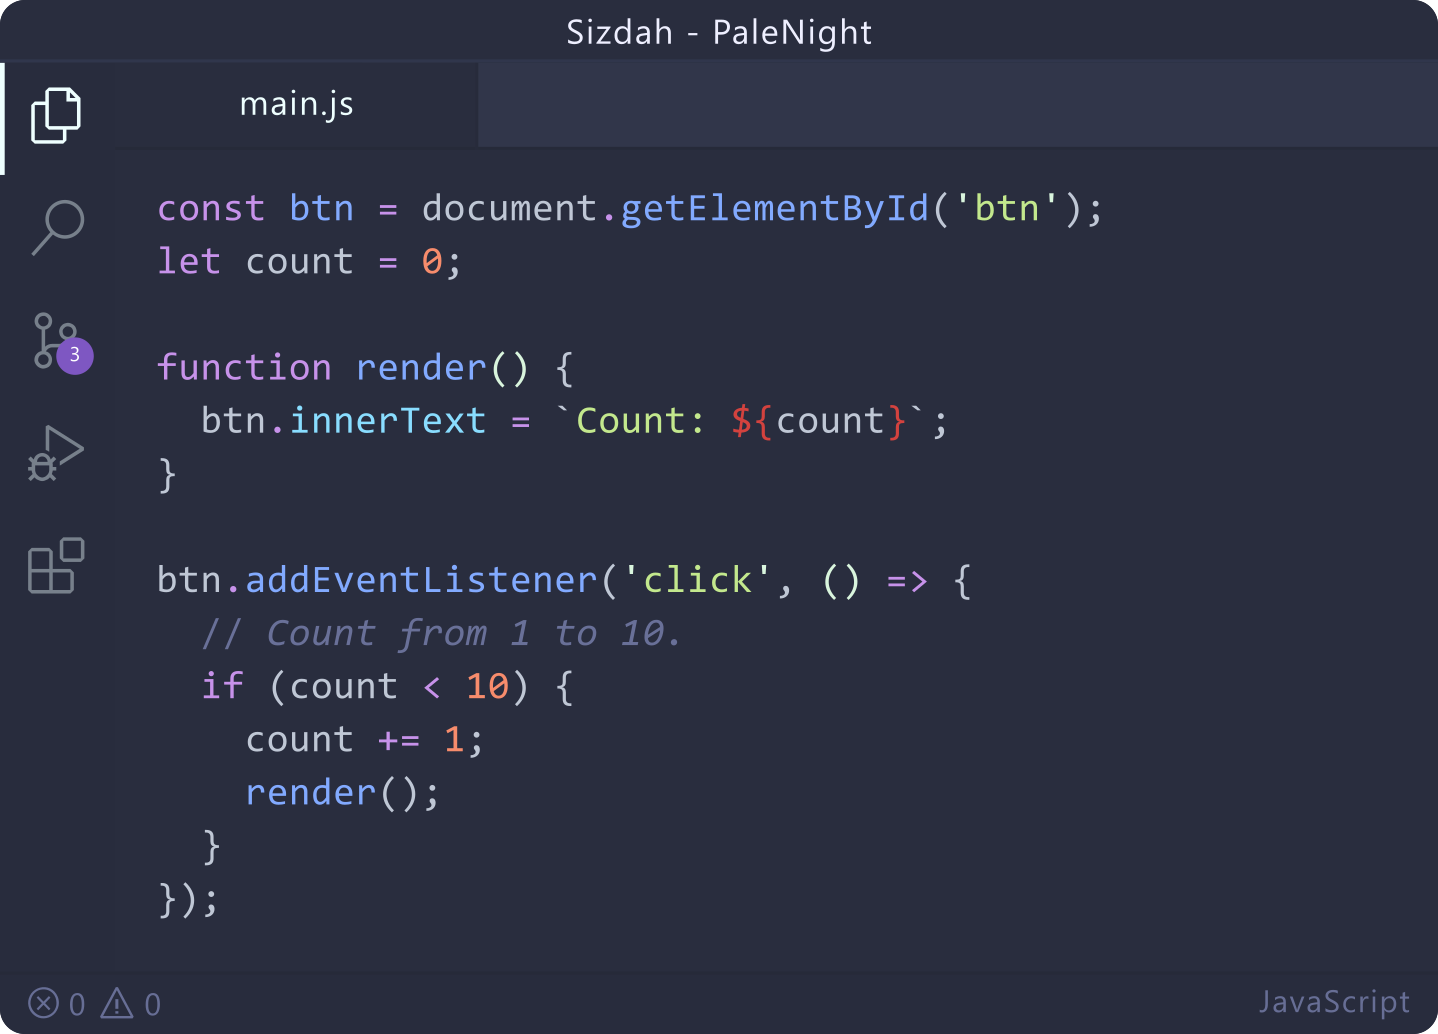 Sizdah - PaleNight
main.js
const btn = document.getElementById('btn');
let count = 0;
function render() {
  btn.innerText = `Count: ${count}`;
}
btn.addEventListener('click', () => {
  // Count from 1 to 10.
  if (count < 10) {
    count += 1;
    render();
  }
});
3
0 0
JavaScript